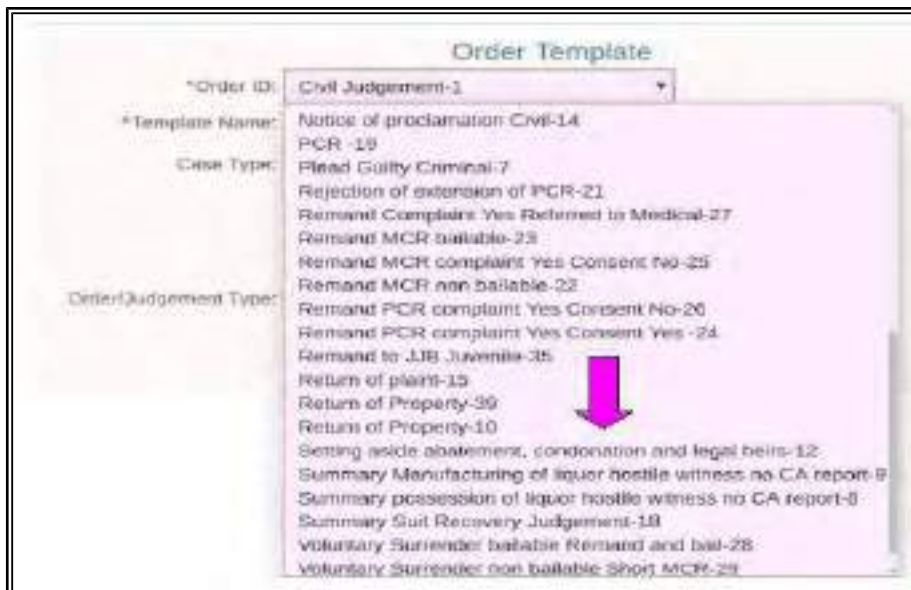 Order Template
*Order ID: Civil Judgement-1
*Template Name: Notice of proclamation Civil-14
PCR -19
Case Type: Plead Guilty Criminal-7
Rejection of extension of PCR-21
Remand Complaint Yes Referred to Medical-27
Remand MCR bailable-23
Remand MCR complaint Yes Consent No-25
Remand MCR non bailable-22
Order/Judgement Type: Remand PCR complaint Yes Consent No-26
Remand PCR complaint Yes Consent Yes -24
Remand to JJB Juvenile-35
Return of plaint-15
Return of Property-39
Return of Property-10
Setting aside abatement, condonation and legal heirs-12
Summary Manufacturing of liquor hostile witness no CA report-9
Summary possession of liquor hostile witness no CA report-8
Summary Suit Recovery Judgement-18
Voluntary Surrender bailable Remand and bail-28
Voluntary Surrender non bailable Short MCR-29